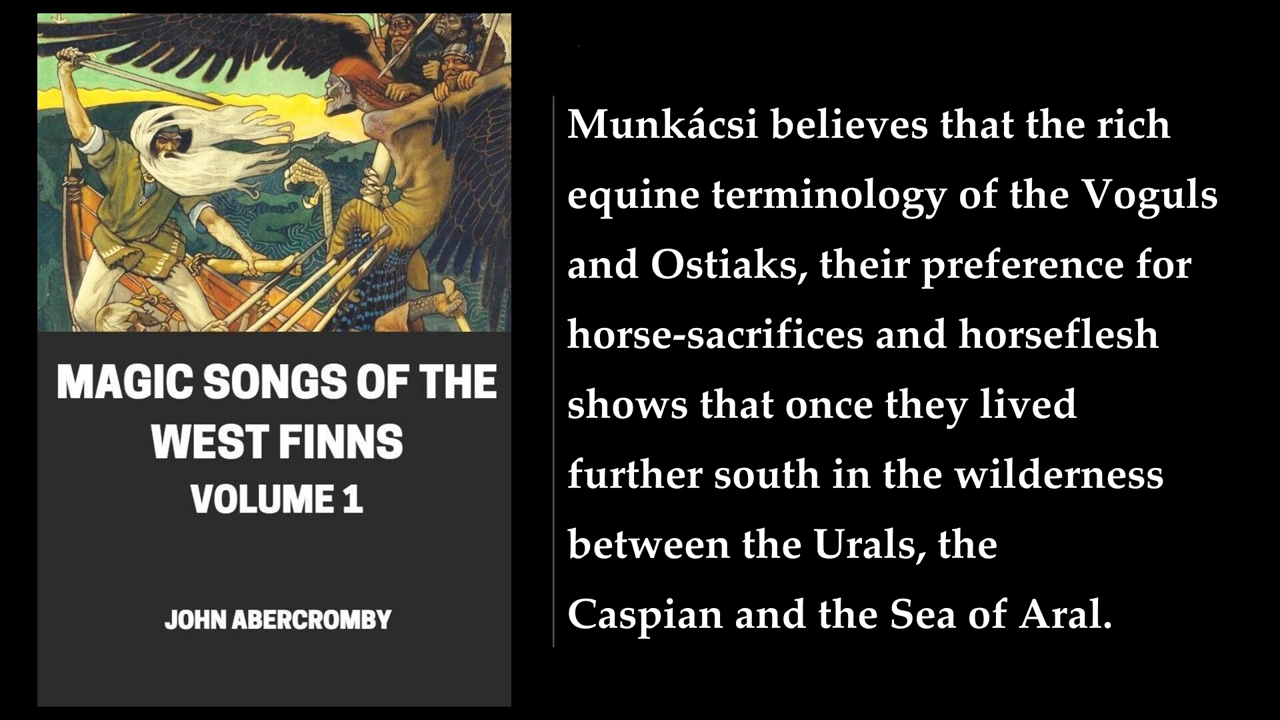 MAGIC SONGS OF THE
WEST FINNS
VOLUME 1
JOHN ABERCROMBY
Munkácsi believes that the rich
equine terminology of the Voguls
and Ostiaks, their preference for
horse-sacrifices and horseflesh
shows that once they lived
further south in the wilderness
between the Urals, the
Caspian and the Sea of Aral.